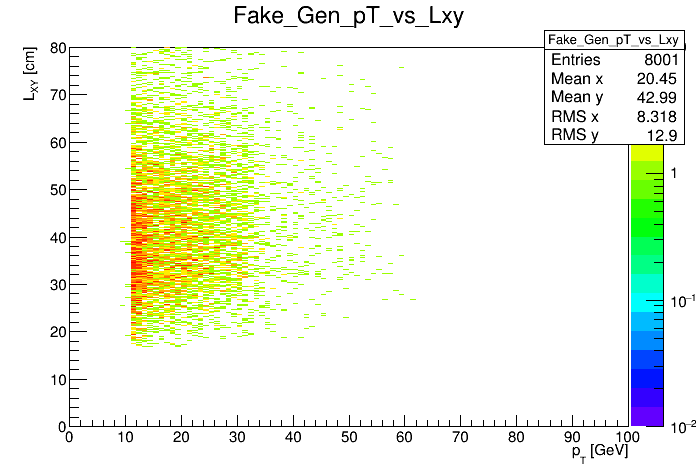 Fake_Gen_pT_vs_Lxy
Fake_Gen_pT_vs_Lxy
Entries 8001
Mean x 20.45
Mean y 42.99
RMS x 8.318
RMS y 12.9
L_XY [cm]
80
70
60
50
40
30
20
10
0
0 10 20 30 40 50 60 70 80 90 100
p_T [GeV]
1
10^-1
10^-2